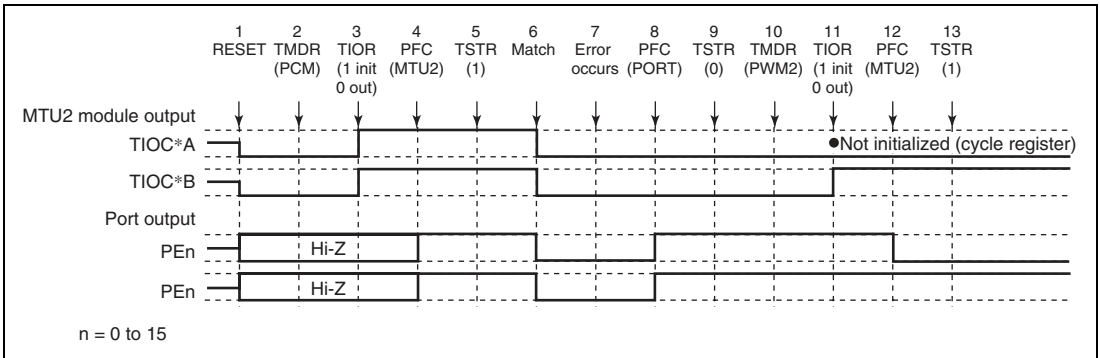 1 2 3 4 5 6 7 8 9 10 11 12 13
RESET TMDR TIOR PFC TSTR Match Error PFC TSTR TMDR TIOR PFC TSTR
(PCM) (1 init (MTU2) (1) occurs (PORT) (0) (PWM2) (1 init (MTU2) (1)
0 out) 0 out)
MTU2 module output
TIOC*A
●Not initialized (cycle register)
TIOC*B
Port output
PEn Hi-Z
PEn Hi-Z
n = 0 to 15